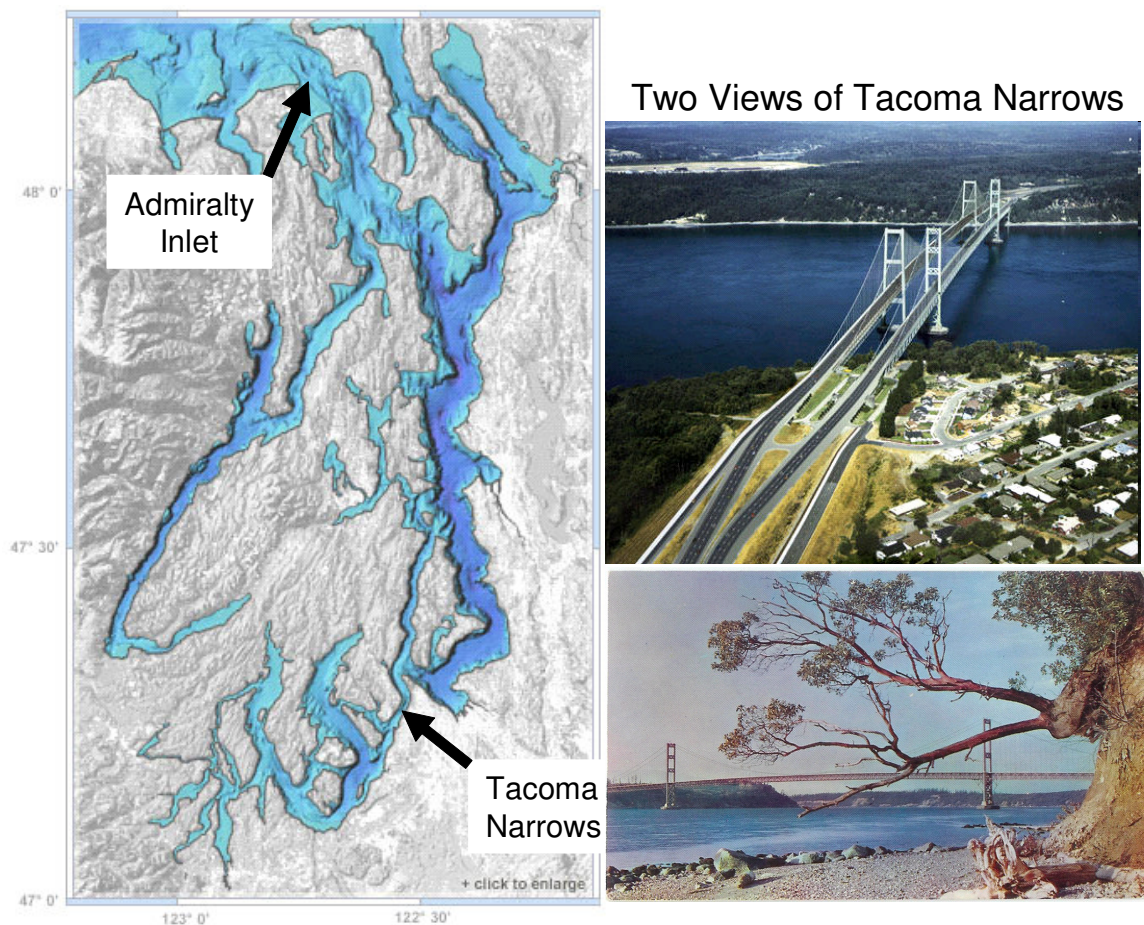 Two Views of Tacoma Narrows
Admiralty
Inlet
48° 0'
47° 30'
Tacoma
Narrows
+ click to enlarge
47° 0'
123° 0'
122° 30'